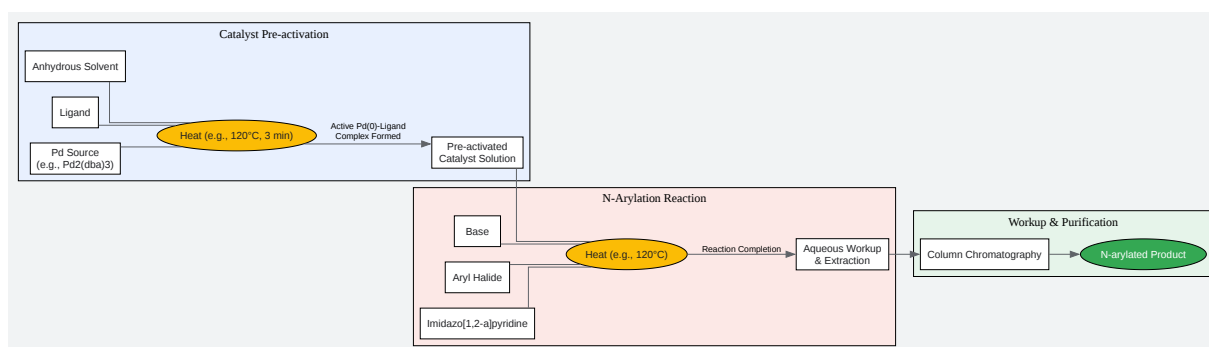 Catalyst Pre-activation
Anhydrous Solvent
Ligand
Pd Source
(e.g., Pd2(dba)3)
Heat (e.g., 120°C, 3 min)
Active Pd(0)-Ligand
Complex Formed
Pre-activated
Catalyst Solution
N-Arylation Reaction
Base
Aryl Halide
Imidazo[1,2-a]pyridine
Heat (e.g., 120°C)
Reaction Completion
Aqueous Workup
& Extraction
Workup & Purification
Column Chromatography
N-arylated Product